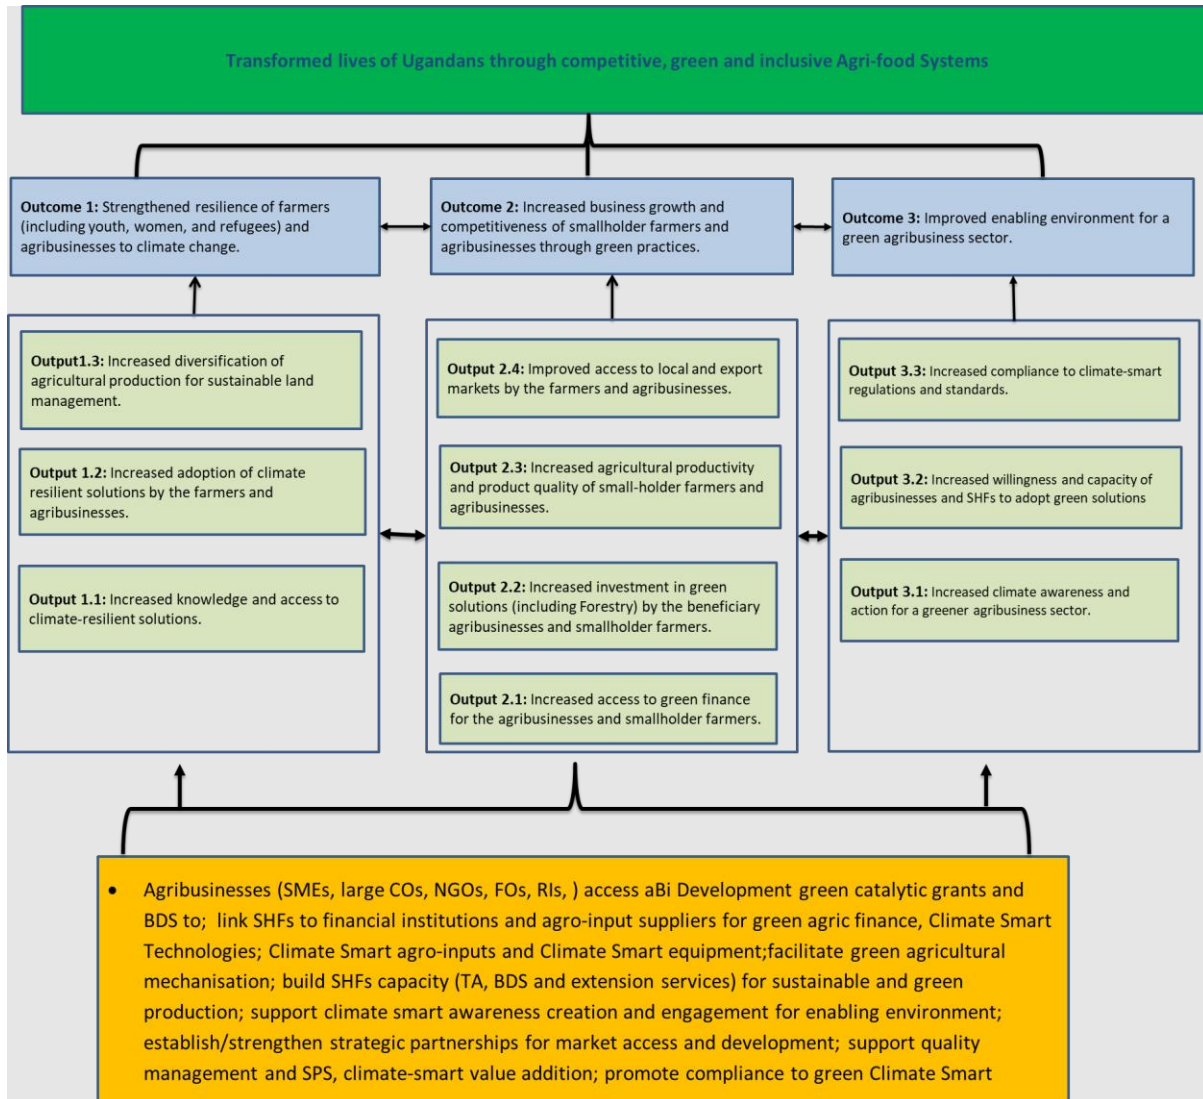 Transformed lives of Ugandans through competitive, green and inclusive Agri-food Systems
Outcome 1: Strengthened resilience of farmers
(including youth, women, and refugees) and
agribusinesses to climate change.
Outcome 2: Increased business growth and
competitiveness of smallholder farmers and
agribusinesses through green practices.
Outcome 3: Improved enabling environment for a
green agribusiness sector.
Output1.3: Increased diversification of
agricultural production for sustainable land
management.
Output 1.2: Increased adoption of climate
resilient solutions by the farmers and
agribusinesses.
Output 1.1: Increased knowledge and access to
climate-resilient solutions.
Output 2.4: Improved access to local and export
markets by the farmers and agribusinesses.
Output 2.3: Increased agricultural productivity
and product quality of small-holder farmers and
agribusinesses.
Output 2.2: Increased investment in green
solutions (including Forestry) by the beneficiary
agribusinesses and smallholder farmers.
Output 2.1: Increased access to green finance
for the agribusinesses and smallholder farmers.
Output 3.3: Increased compliance to climate-smart
regulations and standards.
Output 3.2: Increased willingness and capacity of
agribusinesses and SHFs to adopt green solutions
Output 3.1: Increased climate awareness and
action for a greener agribusiness sector.
• Agribusinesses (SMEs, large COs, NGOs, FOs, RIs, ) access aBi Development green catalytic grants and
BDS to; link SHFs to financial institutions and agro-input suppliers for green agric finance, Climate Smart
Technologies; Climate Smart agro-inputs and Climate Smart equipment;facilitate green agricultural
mechanisation; build SHFs capacity (TA, BDS and extension services) for sustainable and green
production; support climate smart awareness creation and engagement for enabling environment;
establish/strengthen strategic partnerships for market access and development; support quality
management and SPS, climate-smart value addition; promote compliance to green Climate Smart